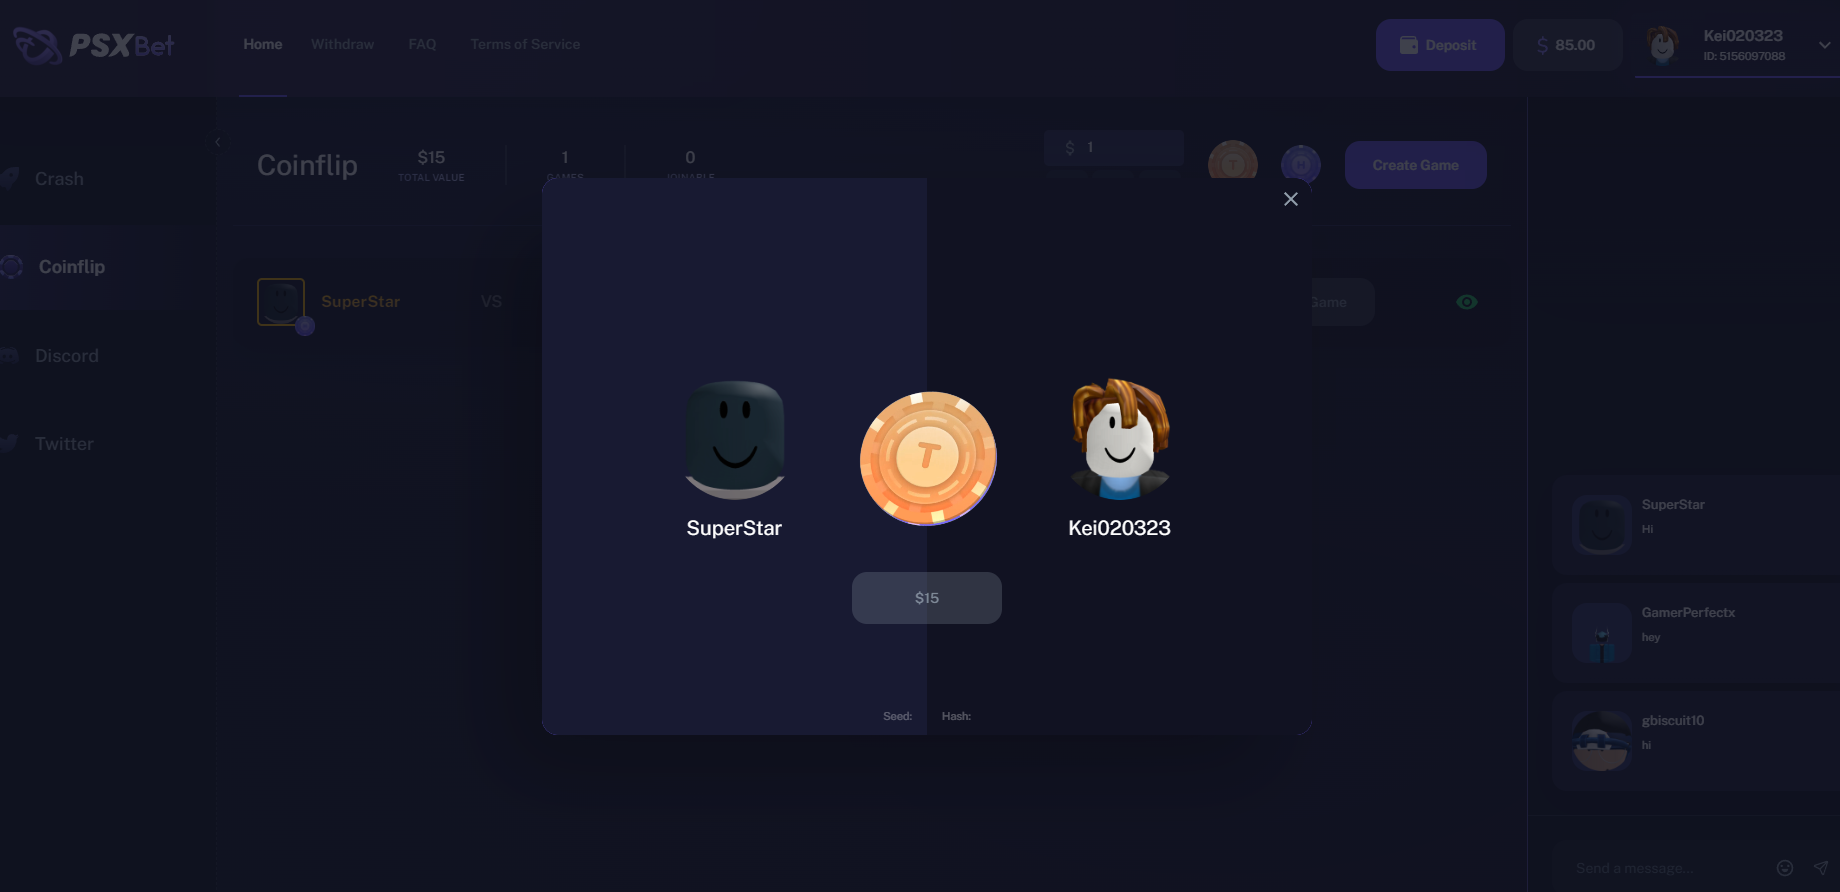 PSXBet
Home Withdraw FAQ Terms of Service
Deposit
$ 85.00
Kei020323
ID: 5156097088
Coinflip
$15
TOTAL VALUE
1
GAMES
0
JOINABLE
$ 1
T
H
Create Game
Crash
Coinflip
Discord
Twitter
SuperStar
VS
Game
T
SuperStar
Kei020323
$15
Seed:
Hash:
SuperStar
Hi
GamerPerfectx
hey
gbiscuit10
hi
Send a message...